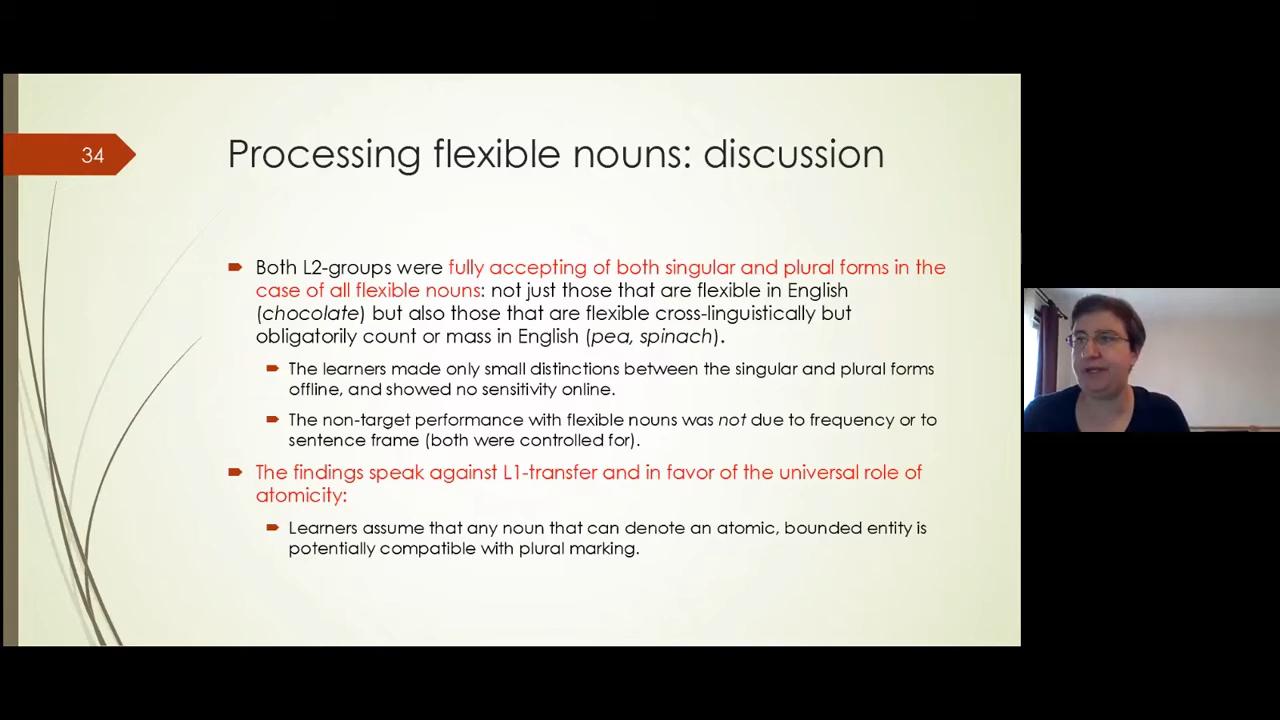 34
Processing flexible nouns: discussion
Both L2-groups were fully accepting of both singular and plural forms in the
case of all flexible nouns: not just those that are flexible in English
(chocolate) but also those that are flexible cross-linguistically but
obligatorily count or mass in English (pea, spinach).
The learners made only small distinctions between the singular and plural forms
offline, and showed no sensitivity online.
The non-target performance with flexible nouns was not due to frequency or to
sentence frame (both were controlled for).
The findings speak against L1-transfer and in favor of the universal role of
atomicity:
Learners assume that any noun that can denote an atomic, bounded entity is
potentially compatible with plural marking.